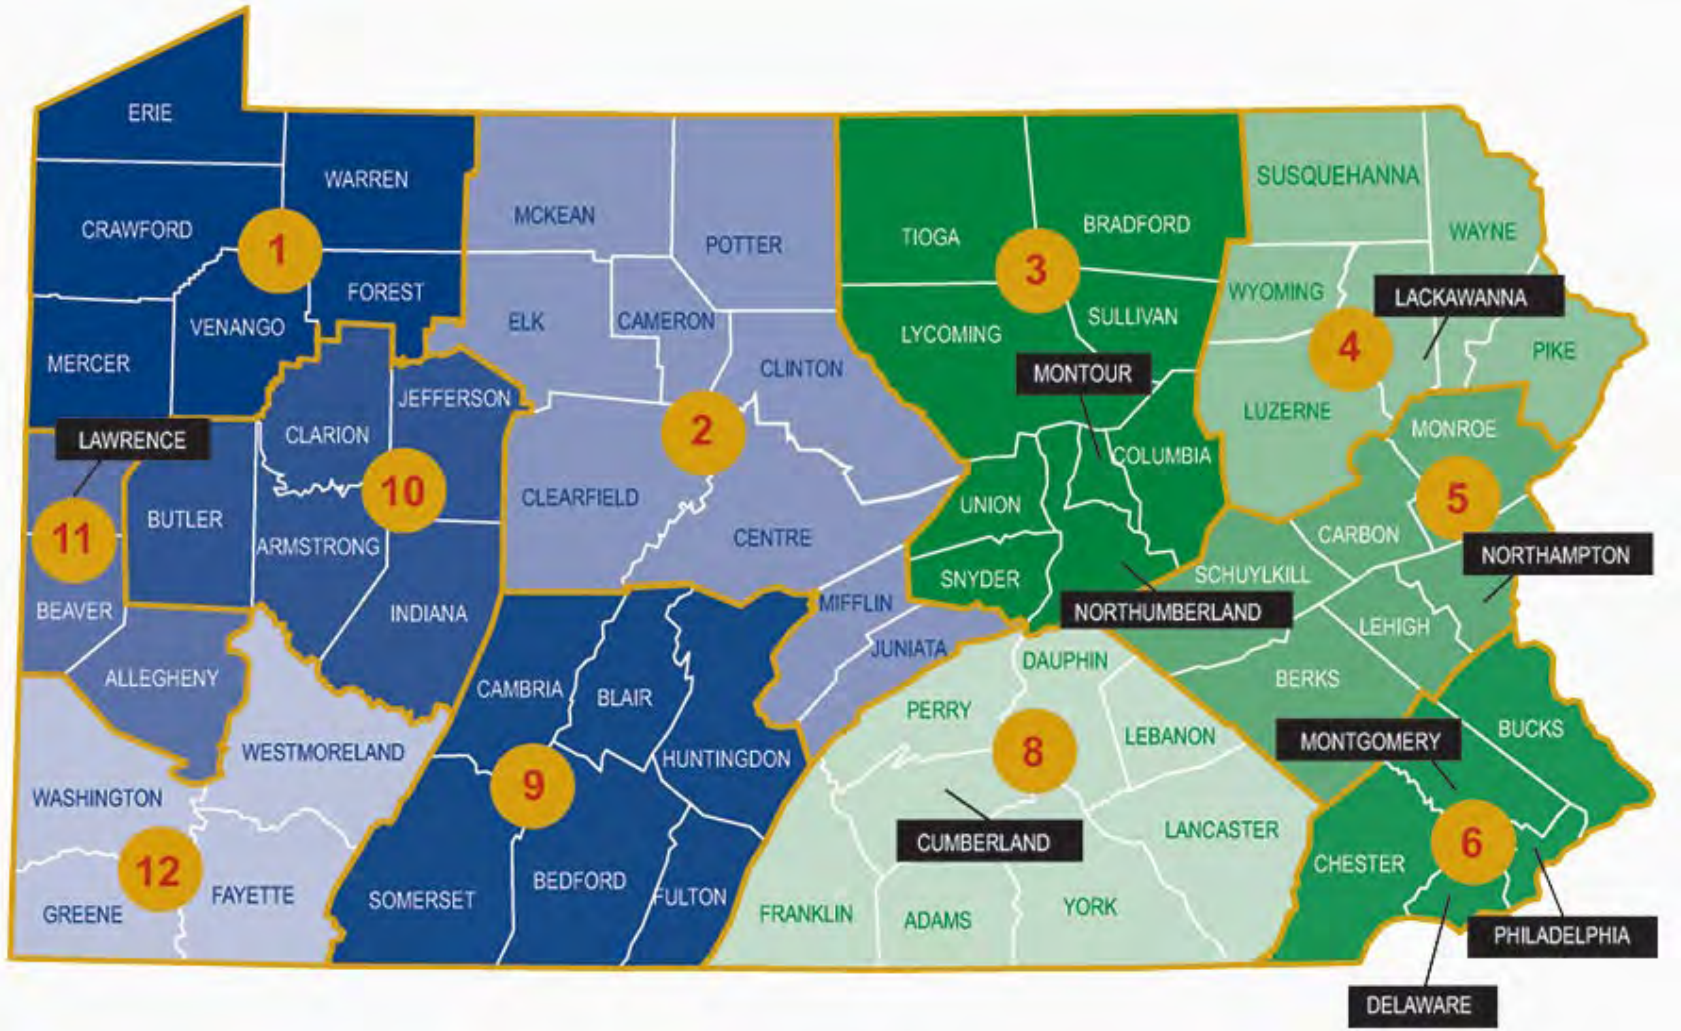 ERIE
WARREN
CRAWFORD
1
FOREST
VENANGO
MERCER
MCKEAN
POTTER
ELK
CAMERON
CLINTON
2
CLEARFIELD
CENTRE
MIFFLIN
JUNIATA
TIOGA
BRADFORD
3
LYCOMING
SULLIVAN
MONTOUR
COLUMBIA
UNION
SNYDER
NORTHUMBERLAND
SUSQUEHANNA
WAYNE
WYOMING
LACKAWANNA
4
PIKE
LUZERNE
MONROE
5
CARBON
NORTHAMPTON
SCHUYLKILL
LEHIGH
BERKS
BUCKS
MONTGOMERY
6
CHESTER
PHILADELPHIA
DELAWARE
DAUPHIN
PERRY
8
LEBANON
CUMBERLAND
LANCASTER
FRANKLIN
ADAMS
YORK
CAMBRIA
BLAIR
HUNTINGDON
9
BEDFORD
SOMERSET
FULTON
JEFFERSON
CLARION
10
BUTLER
ARMSTRONG
INDIANA
LAWRENCE
11
BEAVER
ALLEGHENY
WESTMORELAND
WASHINGTON
12
FAYETTE
GREENE